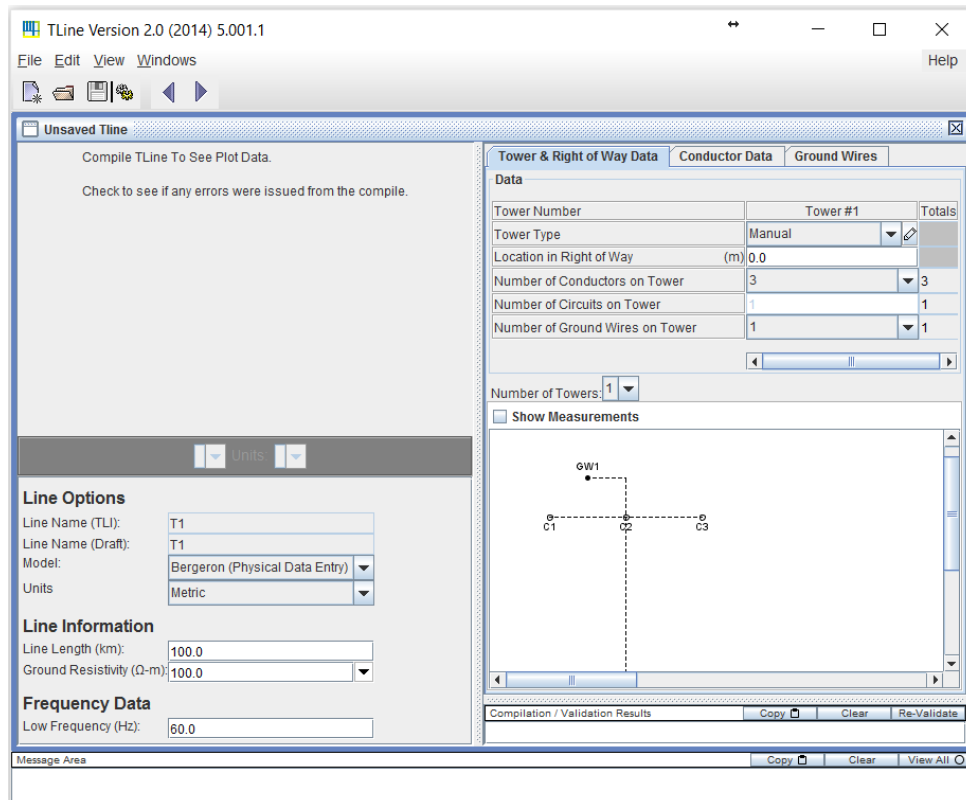 TLine Version 2.0 (2014) 5.001.1
File Edit View Windows Help
Unsaved Tline
Compile TLine To See Plot Data.
Check to see if any errors were issued from the compile.
Units
Line Options
Line Name (TLI): T1
Line Name (Draft): T1
Model: Bergeron (Physical Data Entry)
Units Metric
Line Information
Line Length (km): 100.0
Ground Resistivity (Ω-m): 100.0
Frequency Data
Low Frequency (Hz): 60.0
Tower & Right of Way Data Conductor Data Ground Wires
Data
Tower Number Tower #1 Totals
Tower Type Manual
Location in Right of Way (m) 0.0
Number of Conductors on Tower 3 3
Number of Circuits on Tower 1 1
Number of Ground Wires on Tower 1 1
Number of Towers: 1
Show Measurements
GW1
C1 C2 C3
Compilation / Validation Results Copy Clear Re-Validate
Message Area Copy Clear View All